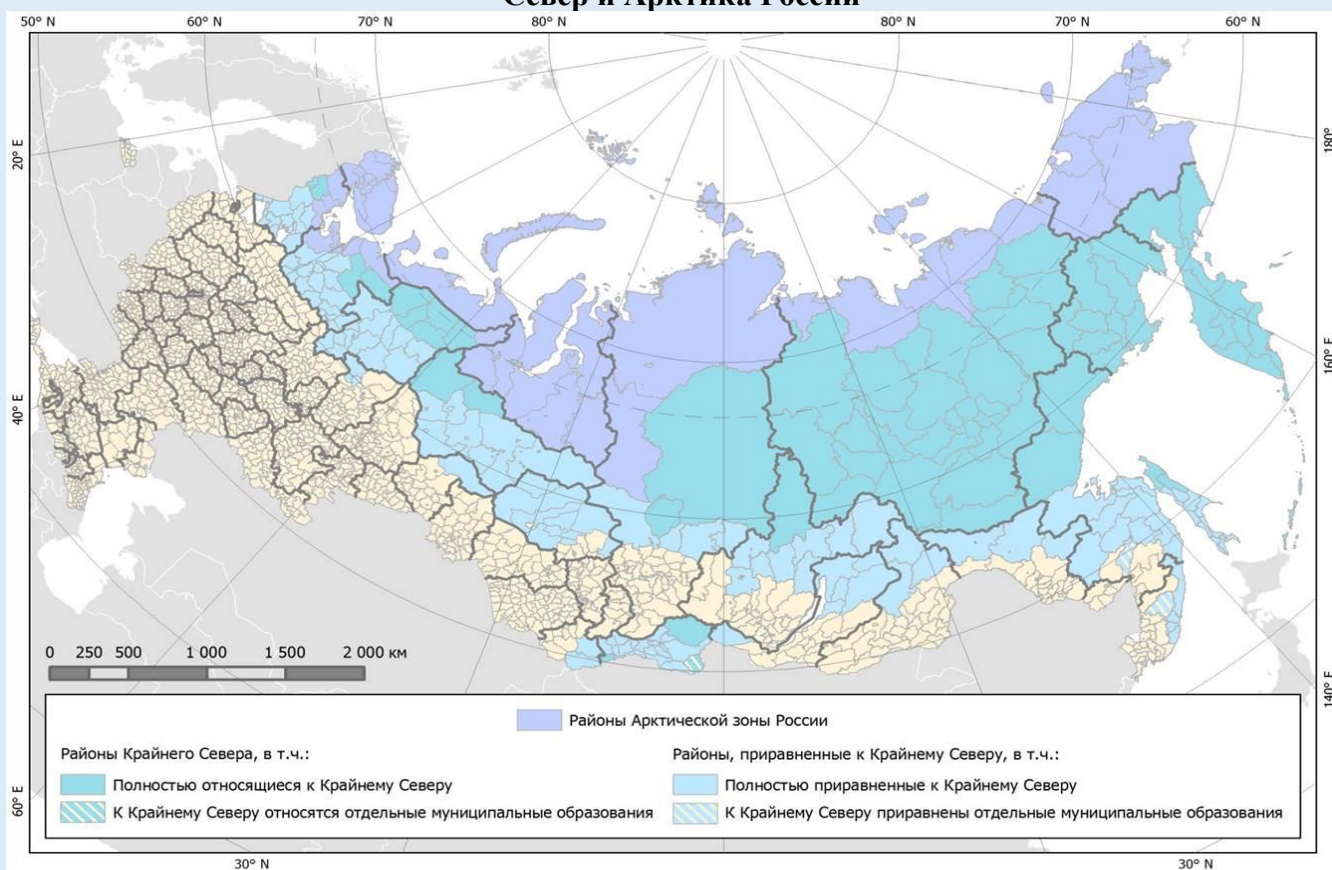 Север и Арктика России
50° N 60° N 70° N 80° N 80° N 70° N 60° N
20° E
180°
40° E
160° E
0 250 500 1 000 1 500 2 000 км
140° E
Районы Арктической зоны России
Районы Крайнего Севера, в т.ч.:
Районы, приравненные к Крайнему Северу, в т.ч.:
Полностью относящиеся к Крайнему Северу
Полностью приравненные к Крайнему Северу
К Крайнему Северу относятся отдельные муниципальные образования
К Крайнему Северу приравнены отдельные муниципальные образования
60° E
30° N 30° N